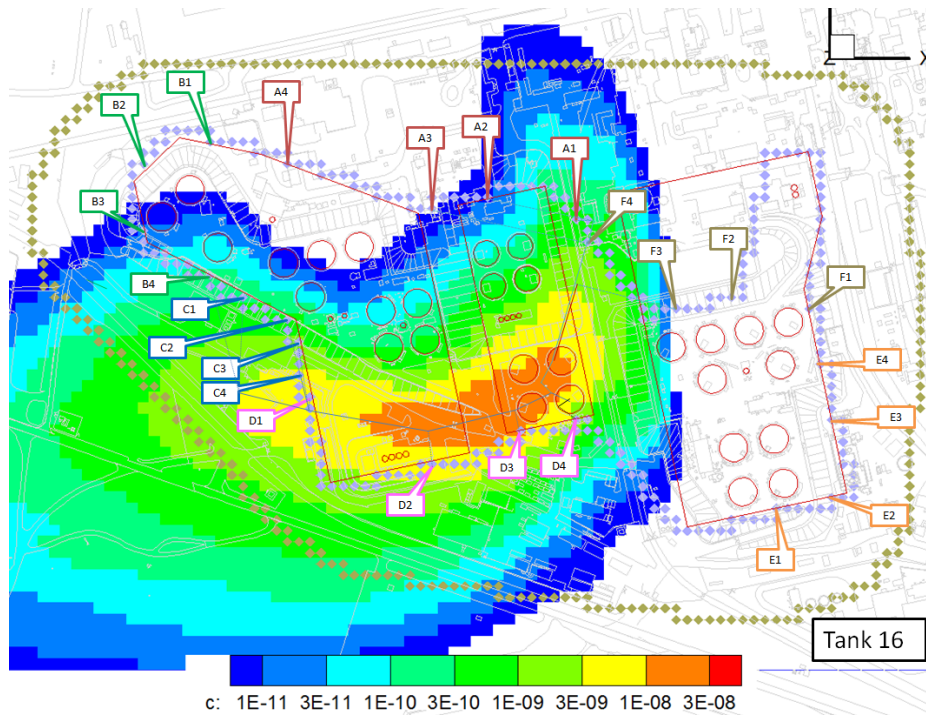 B1
B2
A4
A3
A2
A1
Z
X
B3
F4
F3
F2
B4
F1
C1
C2
C3
E4
C4
D1
E3
D3
D4
D2
E2
E1
Tank 16
c: 1E-11 3E-11 1E-10 3E-10 1E-09 3E-09 1E-08 3E-08